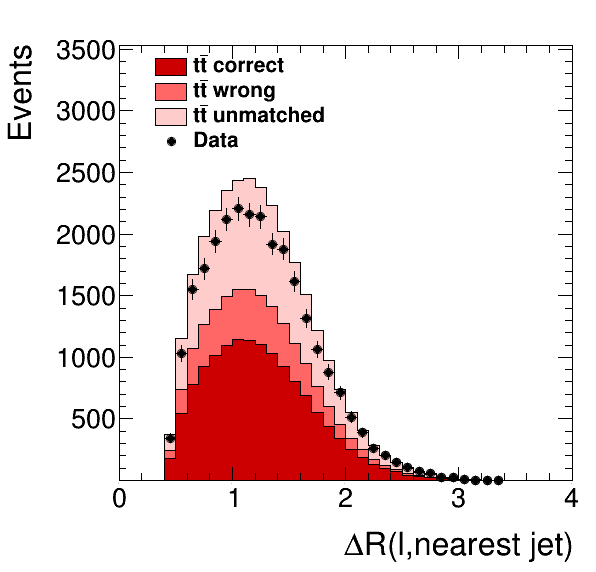 Events
3500
3000
2500
2000
1500
1000
500
tt̄ correct
tt̄ wrong
tt̄ unmatched
Data
0 1 2 3 4
ΔR(l,nearest jet)